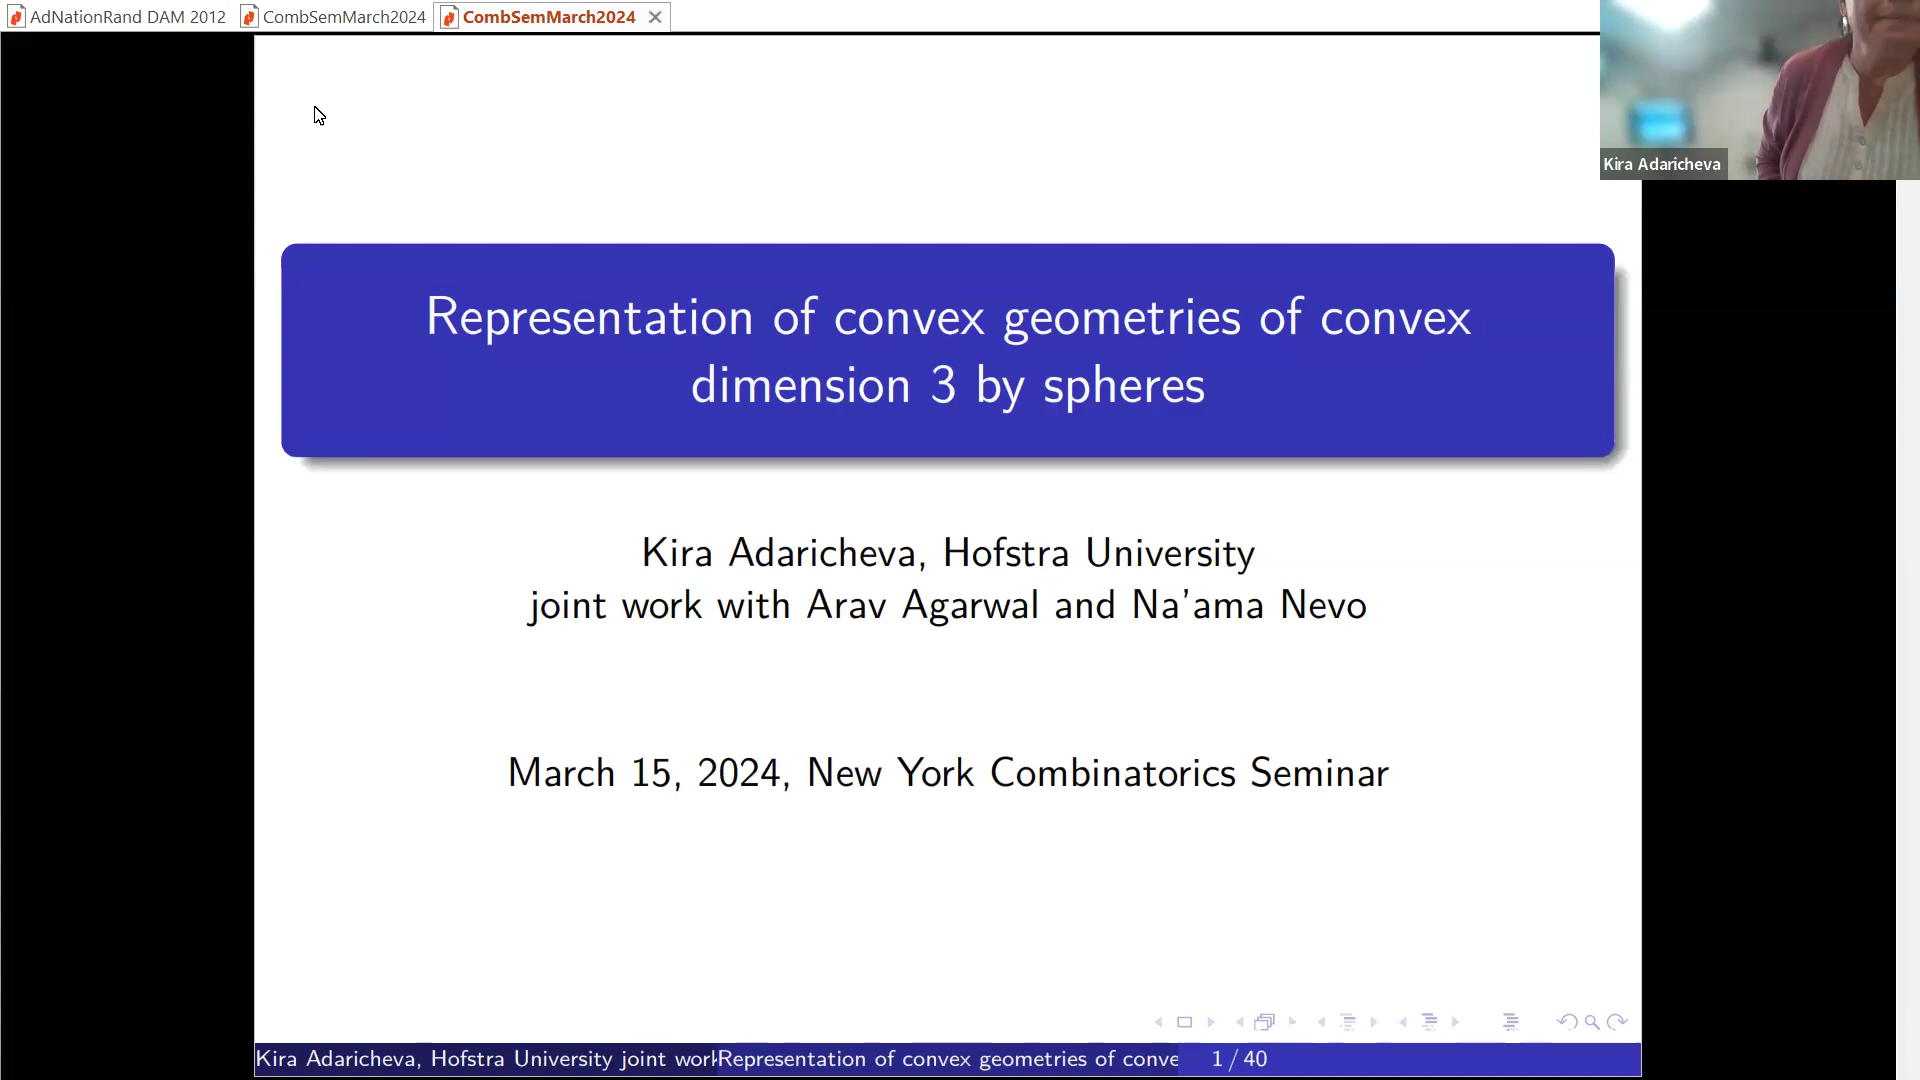 AdNationRand DAM 2012 CombSemMarch2024 CombSemMarch2024
Kira Adaricheva
Representation of convex geometries of convex
dimension 3 by spheres
Kira Adaricheva, Hofstra University
joint work with Arav Agarwal and Na'ama Nevo
March 15, 2024, New York Combinatorics Seminar
Kira Adaricheva, Hofstra University joint work Representation of convex geometries of conve 1 / 40